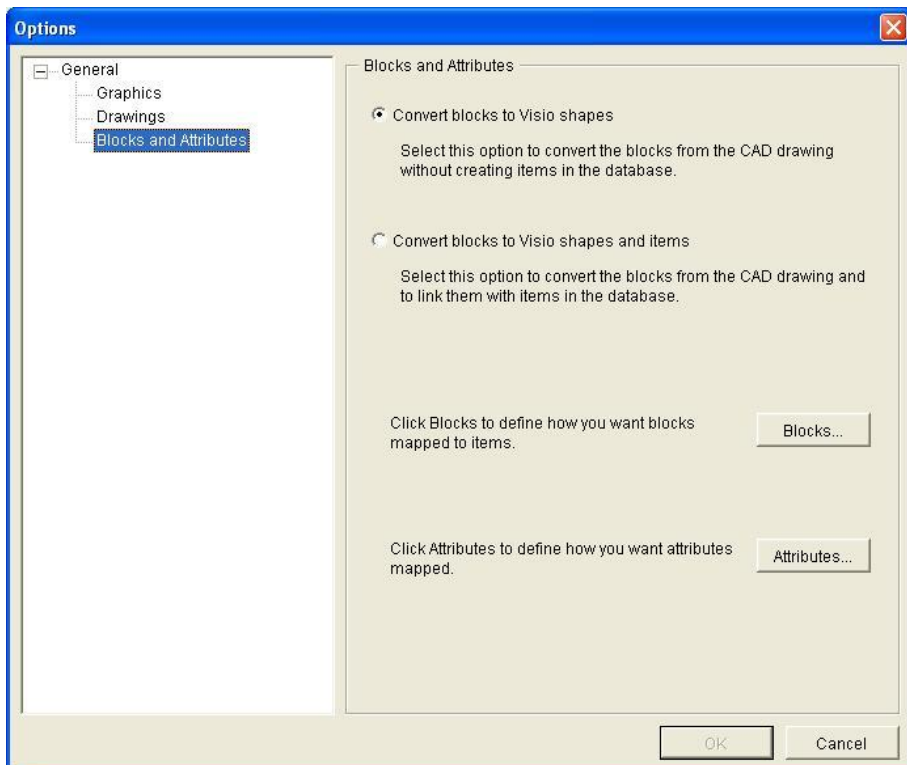 Options
General
Graphics
Drawings
Blocks and Attributes
Blocks and Attributes
Convert blocks to Visio shapes
Select this option to convert the blocks from the CAD drawing
without creating items in the database.
Convert blocks to Visio shapes and items
Select this option to convert the blocks from the CAD drawing and
to link them with items in the database.
Click Blocks to define how you want blocks
mapped to items.
Blocks...
Click Attributes to define how you want attributes
mapped.
Attributes...
OK
Cancel